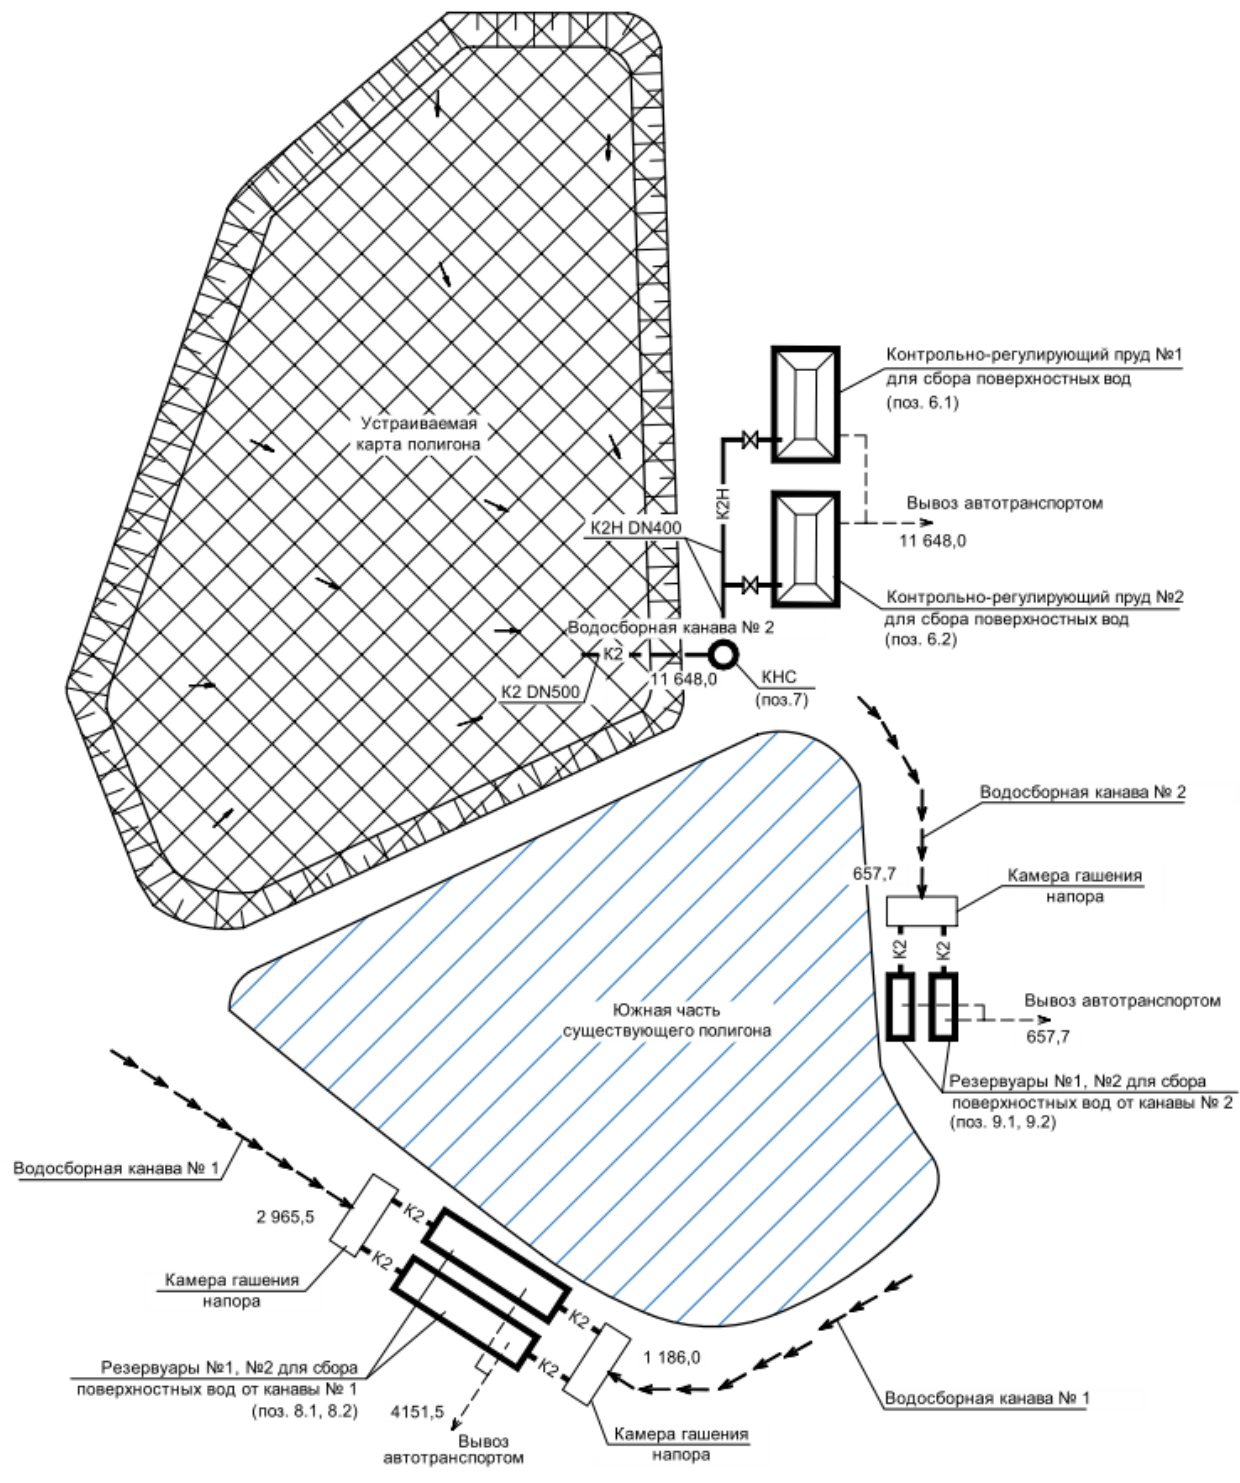 Контрольно-регулирующий пруд №1
для сбора поверхностных вод
(поз. 6.1)
Устраиваемая
карта полигона
К2Н
Вывоз автотранспортом
11 648,0
К2Н DN400
Контрольно-регулирующий пруд №2
для сбора поверхностных вод
(поз. 6.2)
Водосборная канава № 2
К2
11 648,0
К2 DN500
КНС
(поз.7)
Водосборная канава № 2
657,7
Камера гашения
напора
К2
К2
Вывоз автотранспортом
657,7
Южная часть
существующего полигона
Резервуары №1, №2 для сбора
поверхностных вод от канавы № 2
(поз. 9.1, 9.2)
Водосборная канава № 1
2 965,5
К2
К2
Камера гашения
напора
К2
К2
1 186,0
Резервуары №1, №2 для сбора
поверхностных вод от канавы № 1
(поз. 8.1, 8.2)
4151,5
Вывоз
автотранспортом
Водосборная канава № 1
Камера гашения
напора